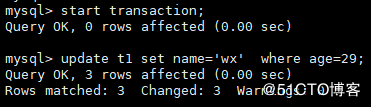 mysql> start transaction;
Query OK, 0 rows affected (0.00 sec)
mysql> update t1 set name='wx'  where age=29;
Query OK, 3 rows affected (0.00 sec)
Rows matched: 3  Changed: 3  Warnings: 0
@51CTO博客